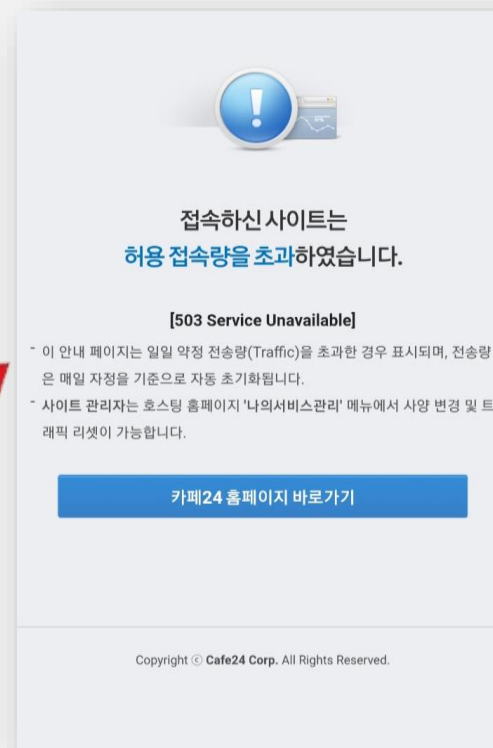 접속하신 사이트는
허용 접속량을 초과하였습니다.
[503 Service Unavailable]
- 이 안내 페이지는 일일 약정 전송량(Traffic)을 초과한 경우 표시되며, 전송량
은 매일 자정을 기준으로 자동 초기화됩니다.
- 사이트 관리자는 호스팅 홈페이지 '나의서비스관리' 메뉴에서 사양 변경 및 트
래픽 리셋이 가능합니다.
카페24 홈페이지 바로가기
Copyright ⓒ Cafe24 Corp. All Rights Reserved.